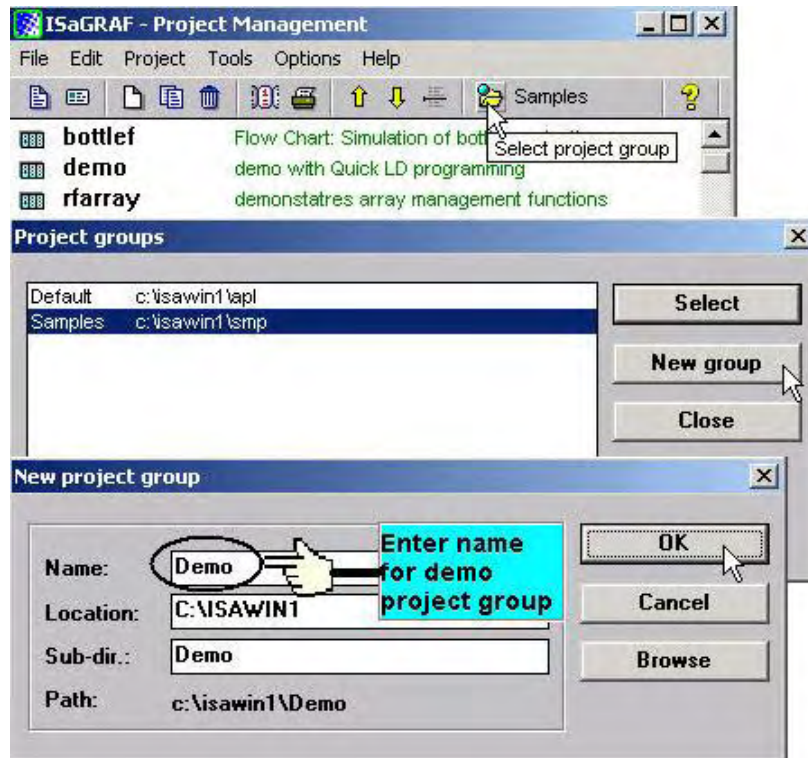 ISaGRAF - Project Management
File Edit Project Tools Options Help
Samples
bottlef Flow Chart: Simulation of
Select project group
demo demo with Quick LD programming
rfarray demonstatres array management functions
Project groups
Default c:\isawin1\apl
Samples c:\isawin1\smp
Select
New group
Close
New project group
Name: Demo
Enter name
for demo
project group
OK
Location: C:\ISAWIN1
Cancel
Sub-dir.: Demo
Browse
Path: c:\isawin1\Demo